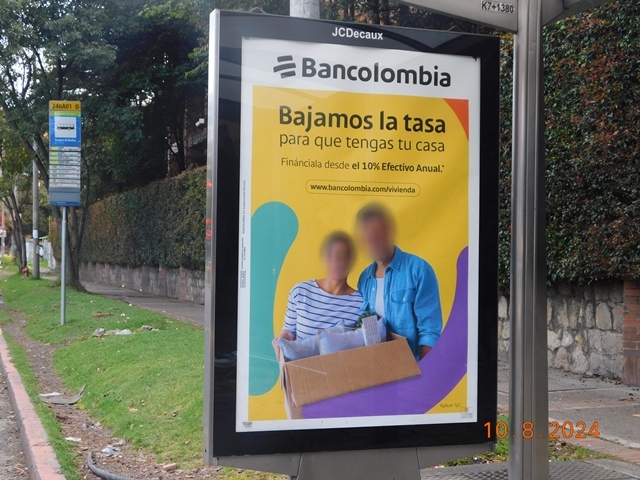 K7+1380
JCDecaux
Bancolombia
Bajamos la tasa
para que tengas tu casa
Fináncíala desde el 10% Efectivo Anual.*
www.bancolombia.com/vivienda
10.8.2024